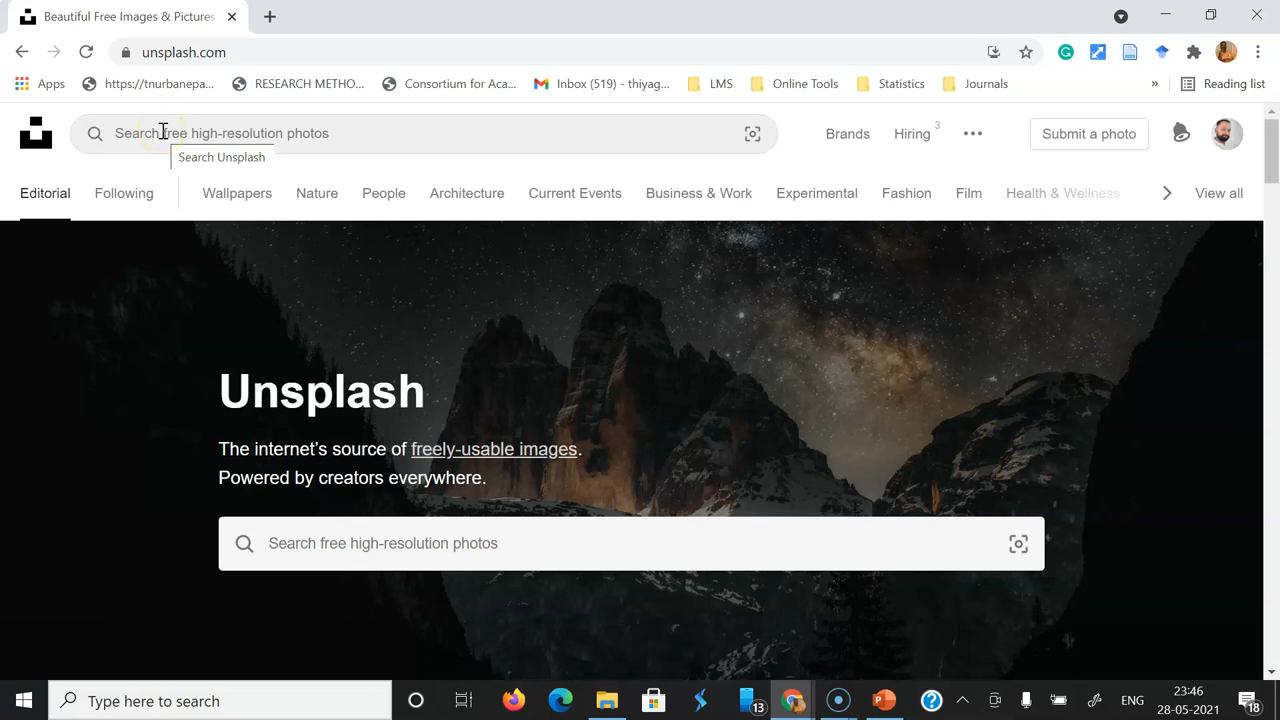 Beautiful Free Images & Pictures
unsplash.com
Apps
https://tnurbanepa...
RESEARCH METHO...
Consortium for Aca...
Inbox (519) - thiyag...
LMS
Online Tools
Statistics
Journals
»
Reading list
Search free high-resolution photos
Brands
Hiring 3
Submit a photo
Search Unsplash
Editorial
Following
Wallpapers
Nature
People
Architecture
Current Events
Business & Work
Experimental
Fashion
Film
Health & Wellness
View all
Unsplash
The internet's source of freely-usable images.
Powered by creators everywhere.
Search free high-resolution photos
Type here to search
13
ENG
23:46
28-05-2021
18